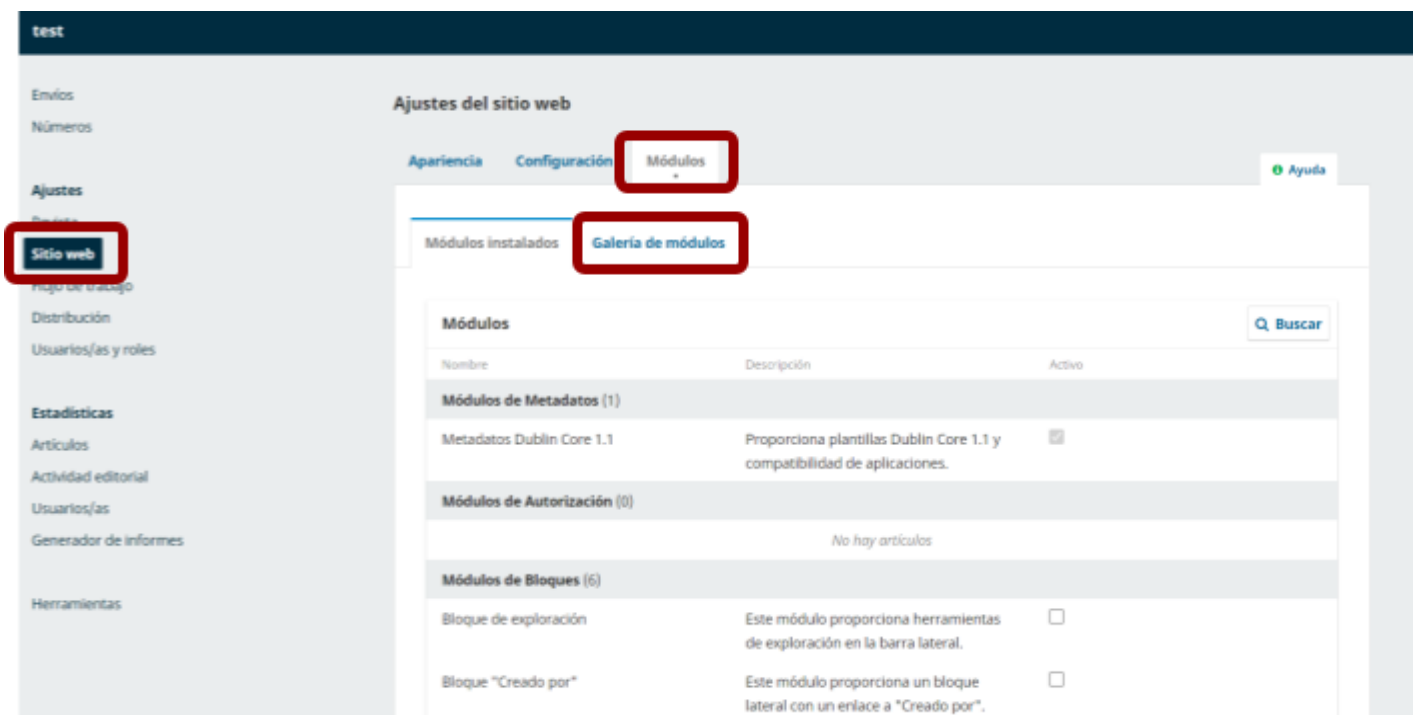 test
Envíos
Números
Ajustes
Revista
Sitio web
Flujo de trabajo
Distribución
Usuarios/as y roles
Estadísticas
Artículos
Actividad editorial
Usuarios/as
Generador de informes
Herramientas
Ajustes del sitio web
Apariencia Configuración Módulos
Ayuda
Módulos instalados Galería de módulos
Módulos Buscar
Nombre Descripción Activo
Módulos de Metadatos (1)
Metadatos Dublin Core 1.1 Proporciona plantillas Dublin Core 1.1 y
compatibilidad de aplicaciones.
Módulos de Autorización (0)
No hay artículos
Módulos de Bloques (6)
Bloque de exploración Este módulo proporciona herramientas
de exploración en la barra lateral.
Bloque "Creado por" Este módulo proporciona un bloque
lateral con un enlace a "Creado por".